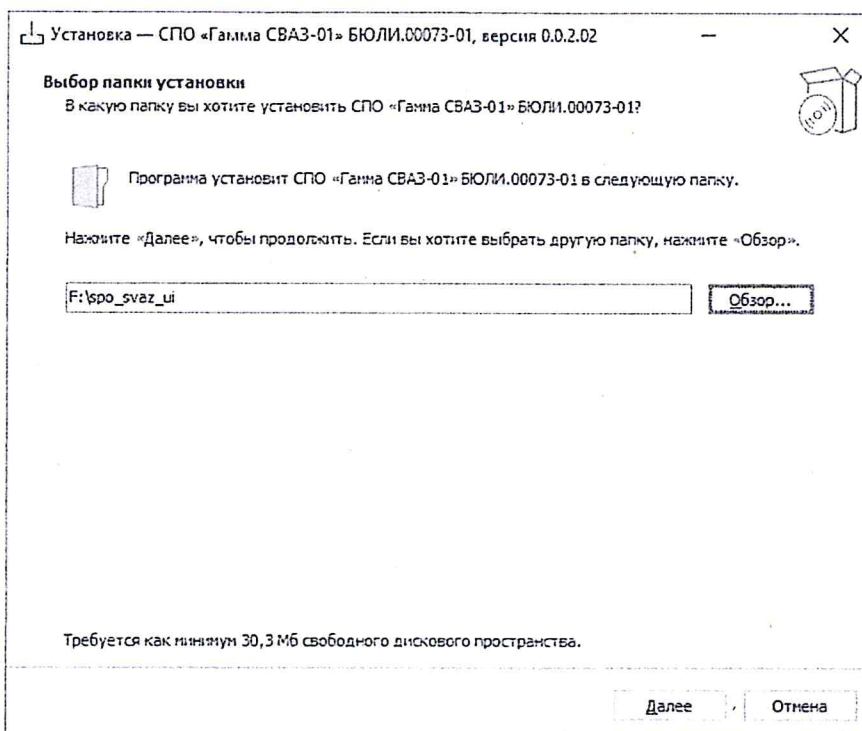 Установка — СПО «Гамма СВАЗ-01» БЮЛИ.00073-01, версия 0.0.2.02
Выбор папки установки
В какую папку вы хотите установить СПО «Гамма СВАЗ-01» БЮЛИ.00073-01?
Программа установит СПО «Гамма СВАЗ-01» БЮЛИ.00073-01 в следующую папку.
Нажмите «Далее», чтобы продолжить. Если вы хотите выбрать другую папку, нажмите «Обзор».
F:\spo_svaz_ui
Обзор...
Требуется как минимум 30,3 Мб свободного дискового пространства.
Далее
Отмена